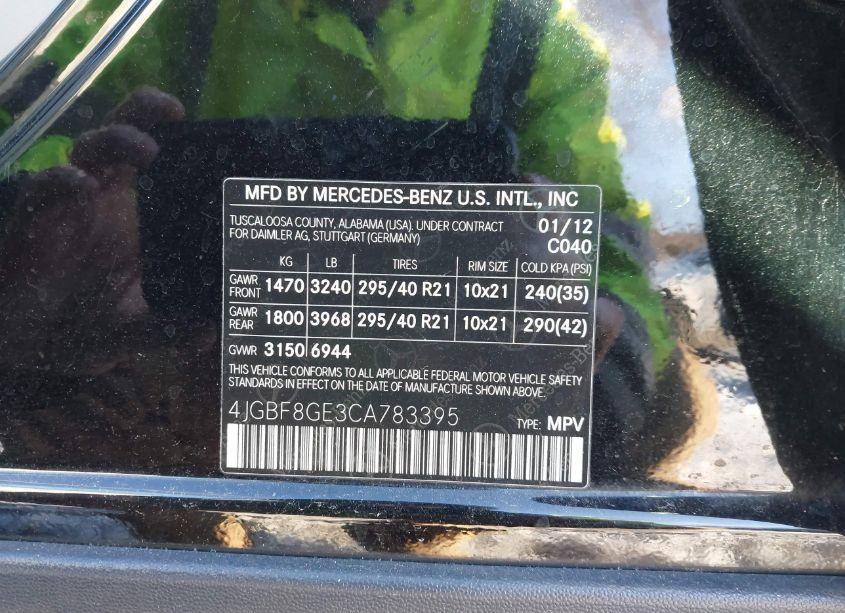 MFD BY MERCEDES-BENZ U.S. INTL., INC
TUSCALOOSA COUNTY, ALABAMA (USA). UNDER CONTRACT
FOR DAIMLER AG, STUTTGART (GERMANY)
01/12
C040
KG LB TIRES RIM SIZE COLD KPA (PSI)
GAWR FRONT 1470 3240 295/40 R21 10x21 240(35)
GAWR REAR 1800 3968 295/40 R21 10x21 290(42)
GVWR 3150 6944
THIS VEHICLE CONFORMS TO ALL APPLICABLE FEDERAL MOTOR VEHICLE SAFETY
STANDARDS IN EFFECT ON THE DATE OF MANUFACTURE SHOWN ABOVE.
4JGBF8GE3CA783395 TYPE: MPV